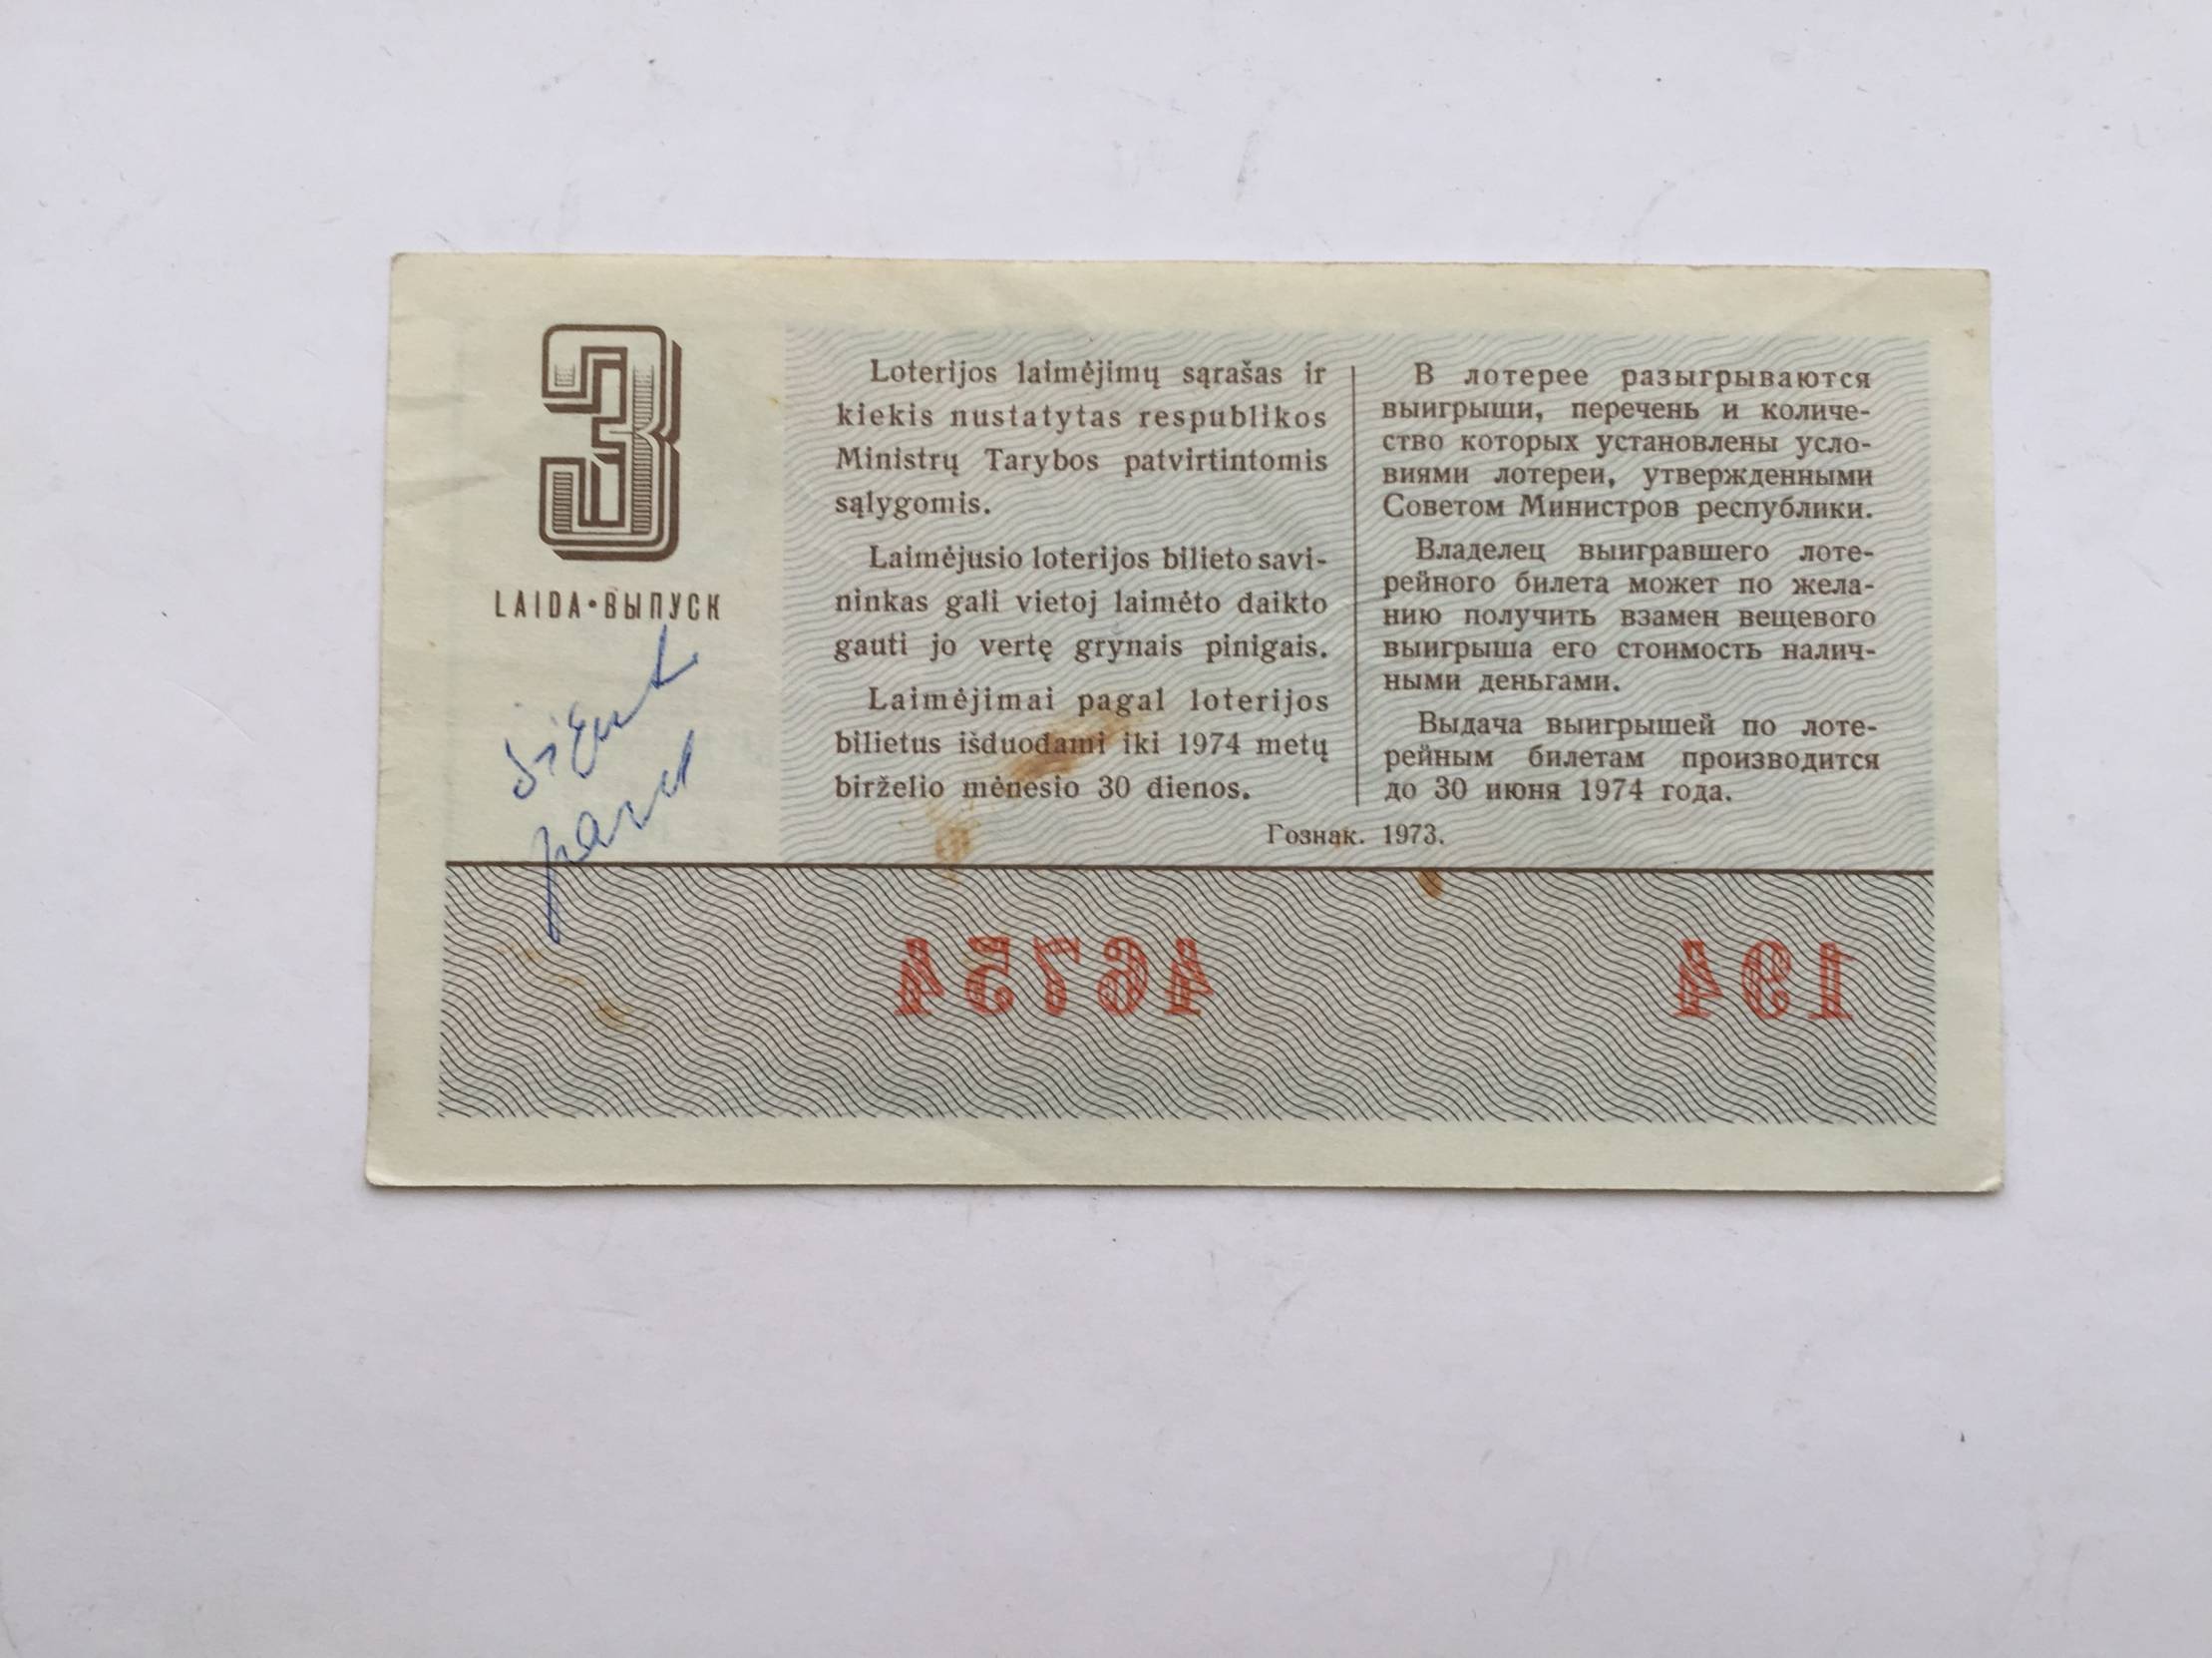 3
LAIDA•ВЫПУСК
Loterijos laimėjimų sąrašas ir
kiekis nustatytas respublikos
Ministrų Tarybos patvirtintomis
sąlygomis.
Laimėjusio loterijos bilieto savi-
ninkas gali vietoj laimėto daikto
gauti jo vertę grynais pinigais.
Laimėjimai pagal loterijos
bilietus išduodami iki 1974 metų
birželio mėnesio 30 dienos.
В лотерее разыгрываются
выигрыши, перечень и количе-
ство которых установлены усло-
виями лотереи, утвержденными
Советом Министров республики.
Владелец выигравшего лоте-
рейного билета может по жела-
нию получить взамен вещевого
выигрыша его стоимость налич-
ными деньгами.
Выдача выигрышей по лоте-
рейным билетам производится
до 30 июня 1974 года.
Гознак. 1973.
46754
194